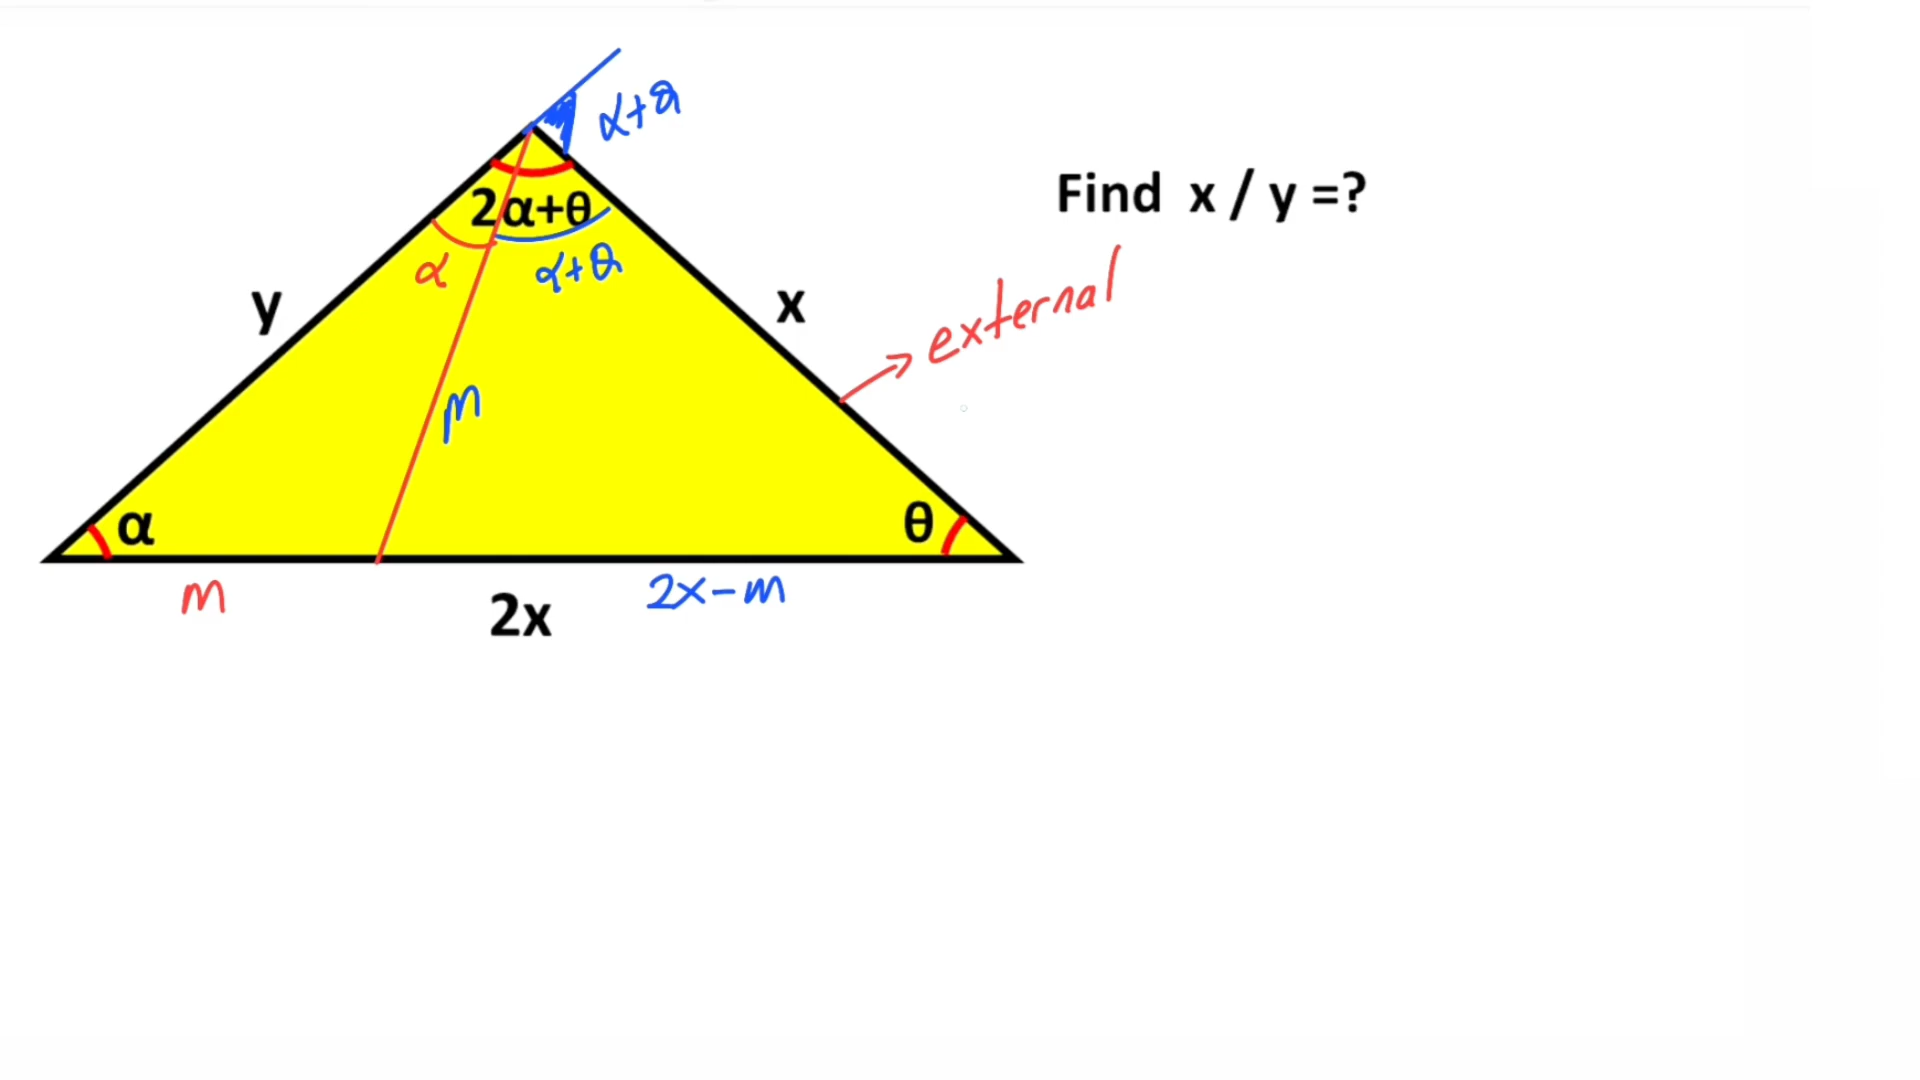 α+θ
Find x / y =?
2α+θ
α
α+θ
y
x
external
m
α
θ
m
2x-m
2x